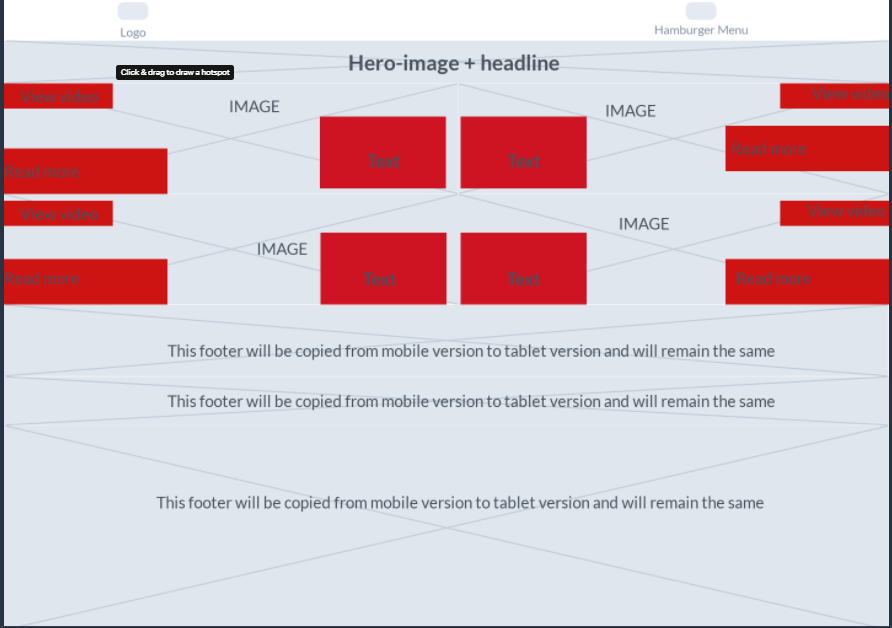 Logo
Hamburger Menu
Hero-image + headline
Click & drag to draw a hotspot
View video
IMAGE
IMAGE
View video
Text
Text
Read more
Read more
View video
IMAGE
View video
IMAGE
Read more
Text
Text
Read more
This footer will be copied from mobile version to tablet version and will remain the same
This footer will be copied from mobile version to tablet version and will remain the same
This footer will be copied from mobile version to tablet version and will remain the same